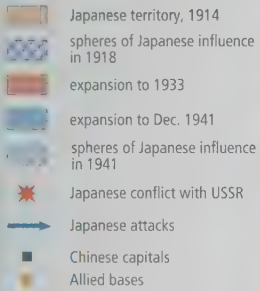 Japanese territory, 1914
spheres of Japanese influence
in 1918
expansion to 1933
expansion to Dec. 1941
spheres of Japanese influence
in 1941
Japanese conflict with USSR
Japanese attacks
Chinese capitals
Allied bases